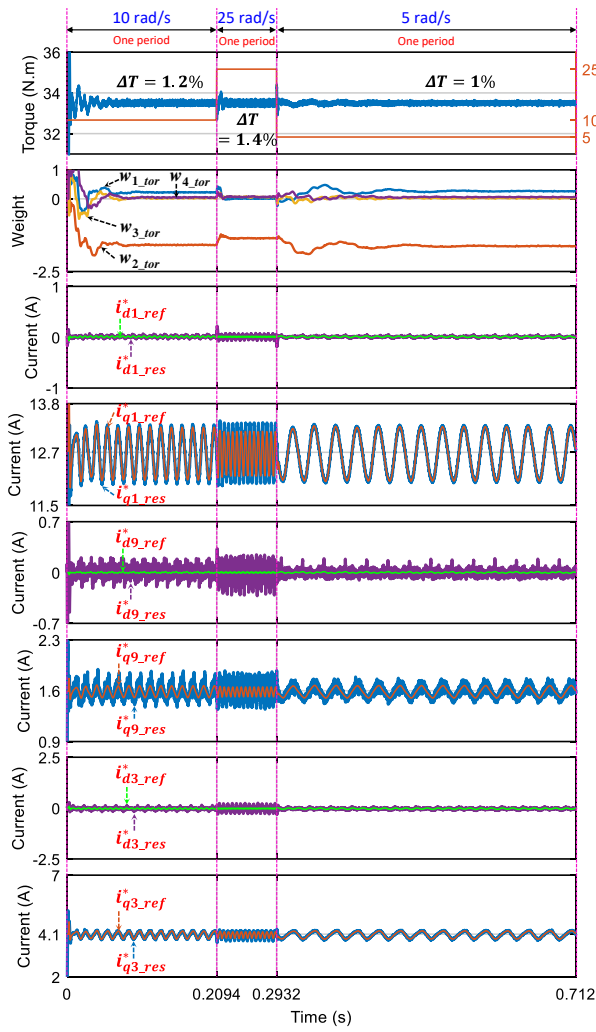 10 rad/s 25 rad/s 5 rad/s
One period One period One period
Torque (N.m)
36
34
32
ΔT = 1.2%
ΔT
= 1.4%
ΔT = 1%
25
10
5
Weight
1
0
-2.5
w1_tor
w4_tor
w3_tor
w2_tor
Current (A)
1
0
-1
i*d1_ref
i*d1_res
Current (A)
13.8
12.7
11.5
i*q1_ref
i*q1_res
Current (A)
0.7
0
-0.7
i*d9_ref
i*d9_res
Current (A)
2.3
1.6
0.9
i*q9_ref
i*q9_res
Current (A)
2.5
0
-2.5
i*d3_ref
i*d3_res
Current (A)
7
4.1
2
i*q3_ref
i*q3_res
0 0.2094 0.2932 0.712
Time (s)